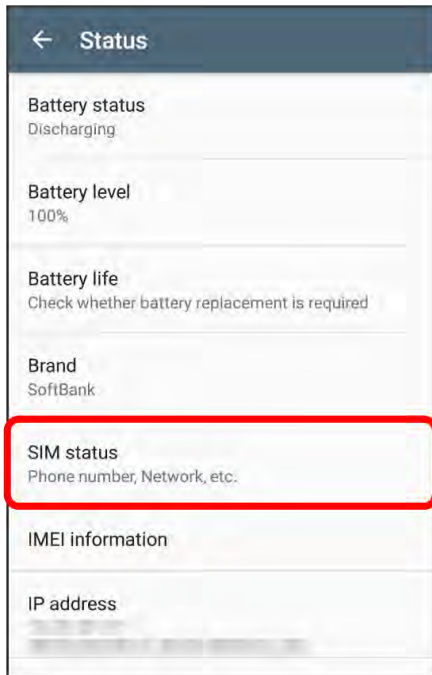 Status
Battery status
Discharging
Battery level
100%
Battery life
Check whether battery replacement is required
Brand
SoftBank
SIM status
Phone number, Network, etc.
IMEI information
IP address